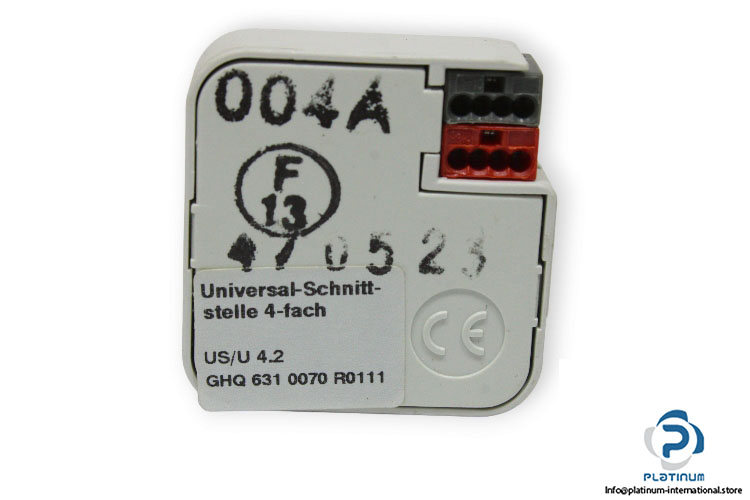 004A
F
13
470523
Universal-Schnitt-
stelle 4-fach
US/U 4.2
GHQ 631 0070 R0111
CE
PLATINUM
Info@platinum-international.store